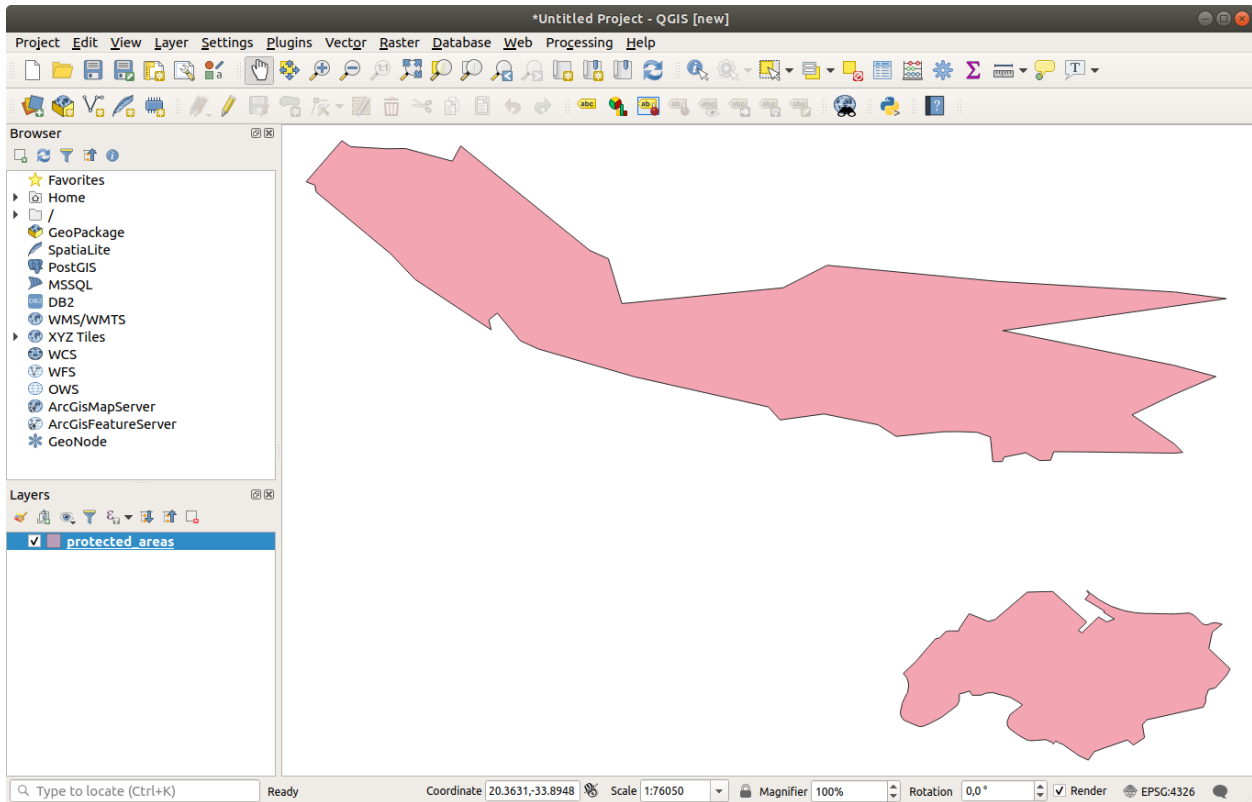 *Untitled Project - QGIS [new]
Project Edit View Layer Settings Plugins Vector Raster Database Web Processing Help
Browser
Favorites
Home
/
GeoPackage
SpatiaLite
PostGIS
MSSQL
DB2
WMS/WMTS
XYZ Tiles
WCS
WFS
OWS
ArcGisMapServer
ArcGisFeatureServer
GeoNode
Layers
protected_areas
Type to locate (Ctrl+K) Ready Coordinate 20.3631,-33.8948 Scale 1:76050 Magnifier 100% Rotation 0,0 ° Render EPSG:4326